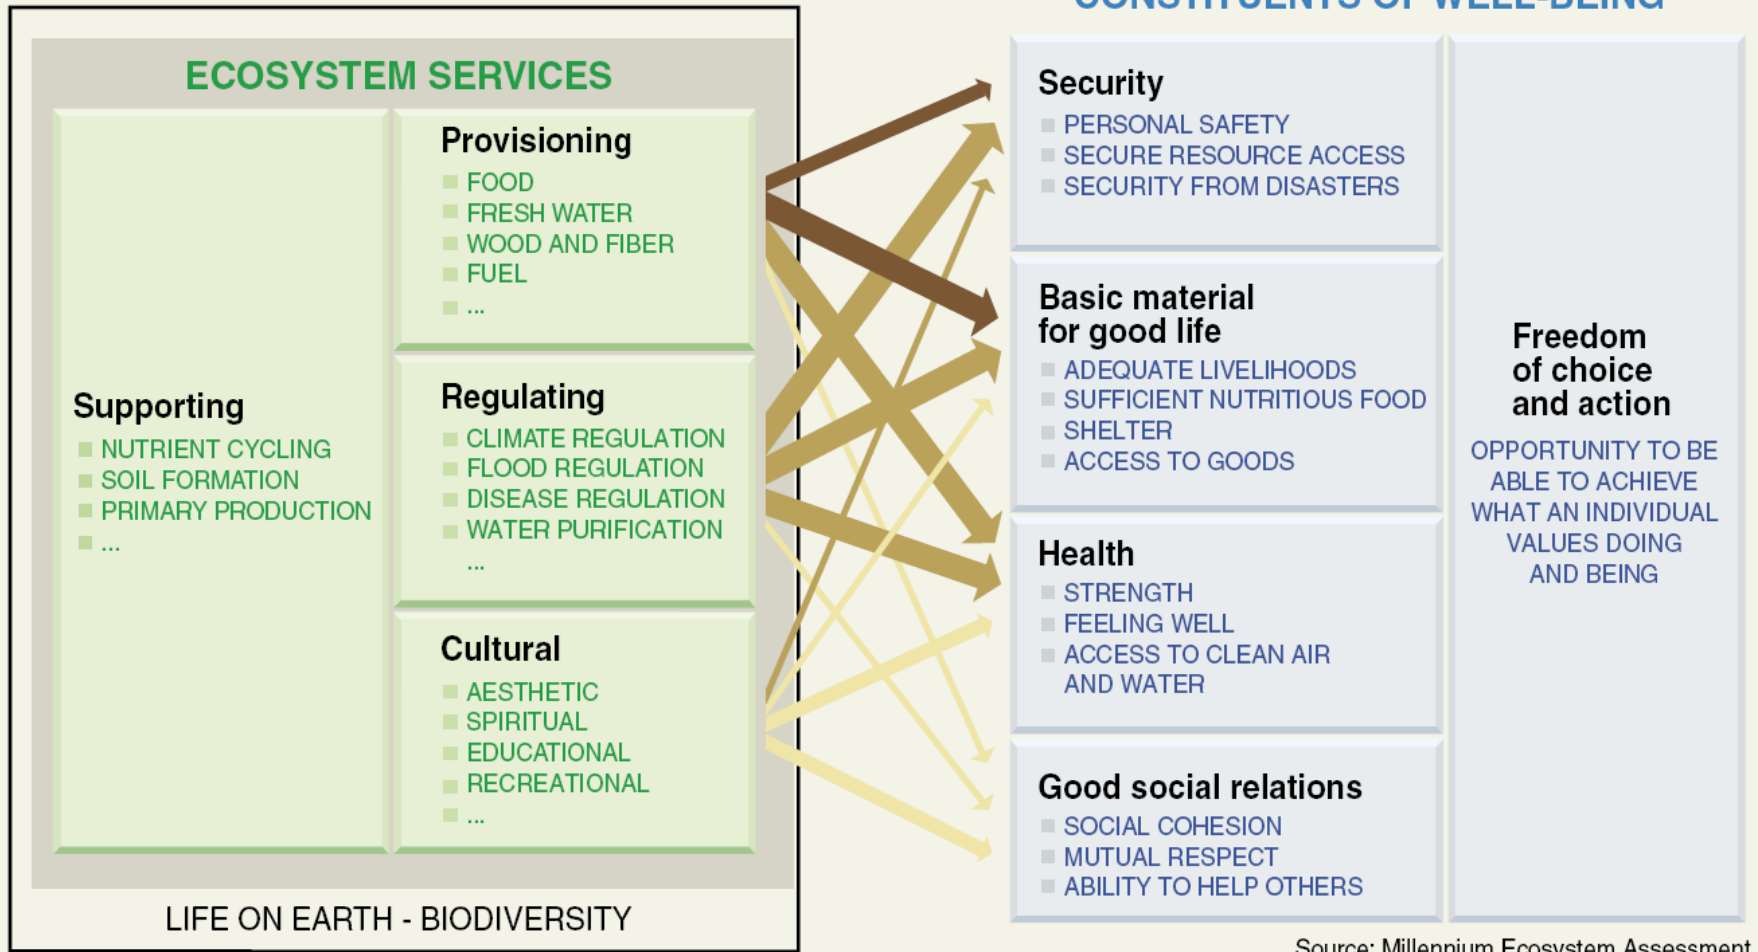 CONSTITUENTS OF WELL-BEING
ECOSYSTEM SERVICES
Supporting
NUTRIENT CYCLING
SOIL FORMATION
PRIMARY PRODUCTION
...
Provisioning
FOOD
FRESH WATER
WOOD AND FIBER
FUEL
...
Regulating
CLIMATE REGULATION
FLOOD REGULATION
DISEASE REGULATION
WATER PURIFICATION
...
Cultural
AESTHETIC
SPIRITUAL
EDUCATIONAL
RECREATIONAL
...
LIFE ON EARTH - BIODIVERSITY
Security
PERSONAL SAFETY
SECURE RESOURCE ACCESS
SECURITY FROM DISASTERS
Basic material
for good life
ADEQUATE LIVELIHOODS
SUFFICIENT NUTRITIOUS FOOD
SHELTER
ACCESS TO GOODS
Health
STRENGTH
FEELING WELL
ACCESS TO CLEAN AIR
AND WATER
Good social relations
SOCIAL COHESION
MUTUAL RESPECT
ABILITY TO HELP OTHERS
Freedom
of choice
and action
OPPORTUNITY TO BE
ABLE TO ACHIEVE
WHAT AN INDIVIDUAL
VALUES DOING
AND BEING
Source: Millennium Ecosystem Assessment